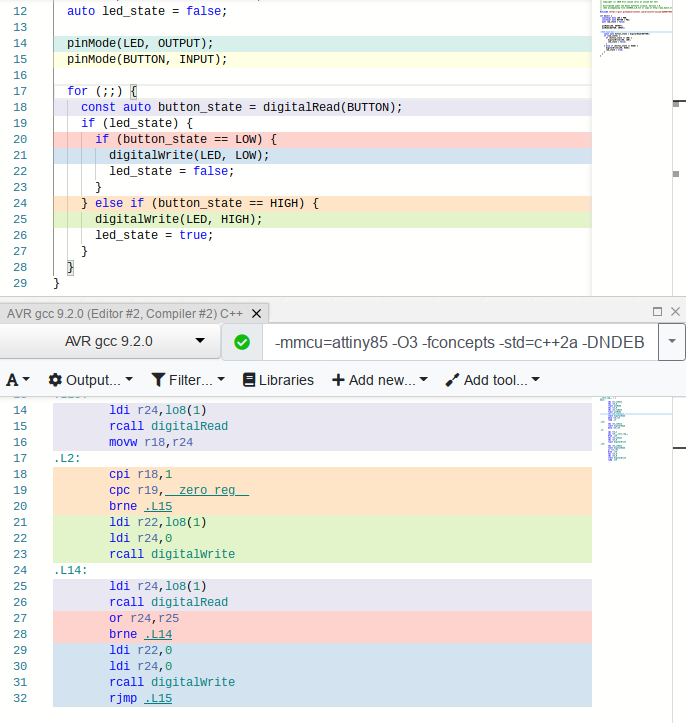 12 auto led_state = false;
13
14 pinMode(LED, OUTPUT);
15 pinMode(BUTTON, INPUT);
16
17 for (;;) {
18 const auto button_state = digitalRead(BUTTON);
19 if (led_state) {
20 if (button_state == LOW) {
21 digitalWrite(LED, LOW);
22 led_state = false;
23 }
24 } else if (button_state == HIGH) {
25 digitalWrite(LED, HIGH);
26 led_state = true;
27 }
28 }
29 }
AVR gcc 9.2.0 (Editor #2, Compiler #2) C++
AVR gcc 9.2.0 -mmcu=attiny85 -O3 -fconcepts -std=c++2a -DNDEB
A Output... Filter... Libraries Add new... Add tool...
14 ldi r24,lo8(1)
15 rcall digitalRead
16 movw r18,r24
17 .L2:
18 cpi r18,1
19 cpc r19,__zero_reg__
20 brne .L15
21 ldi r22,lo8(1)
22 ldi r24,0
23 rcall digitalWrite
24 .L14:
25 ldi r24,lo8(1)
26 rcall digitalRead
27 or r24,r25
28 brne .L14
29 ldi r22,0
30 ldi r24,0
31 rcall digitalWrite
32 rjmp .L15